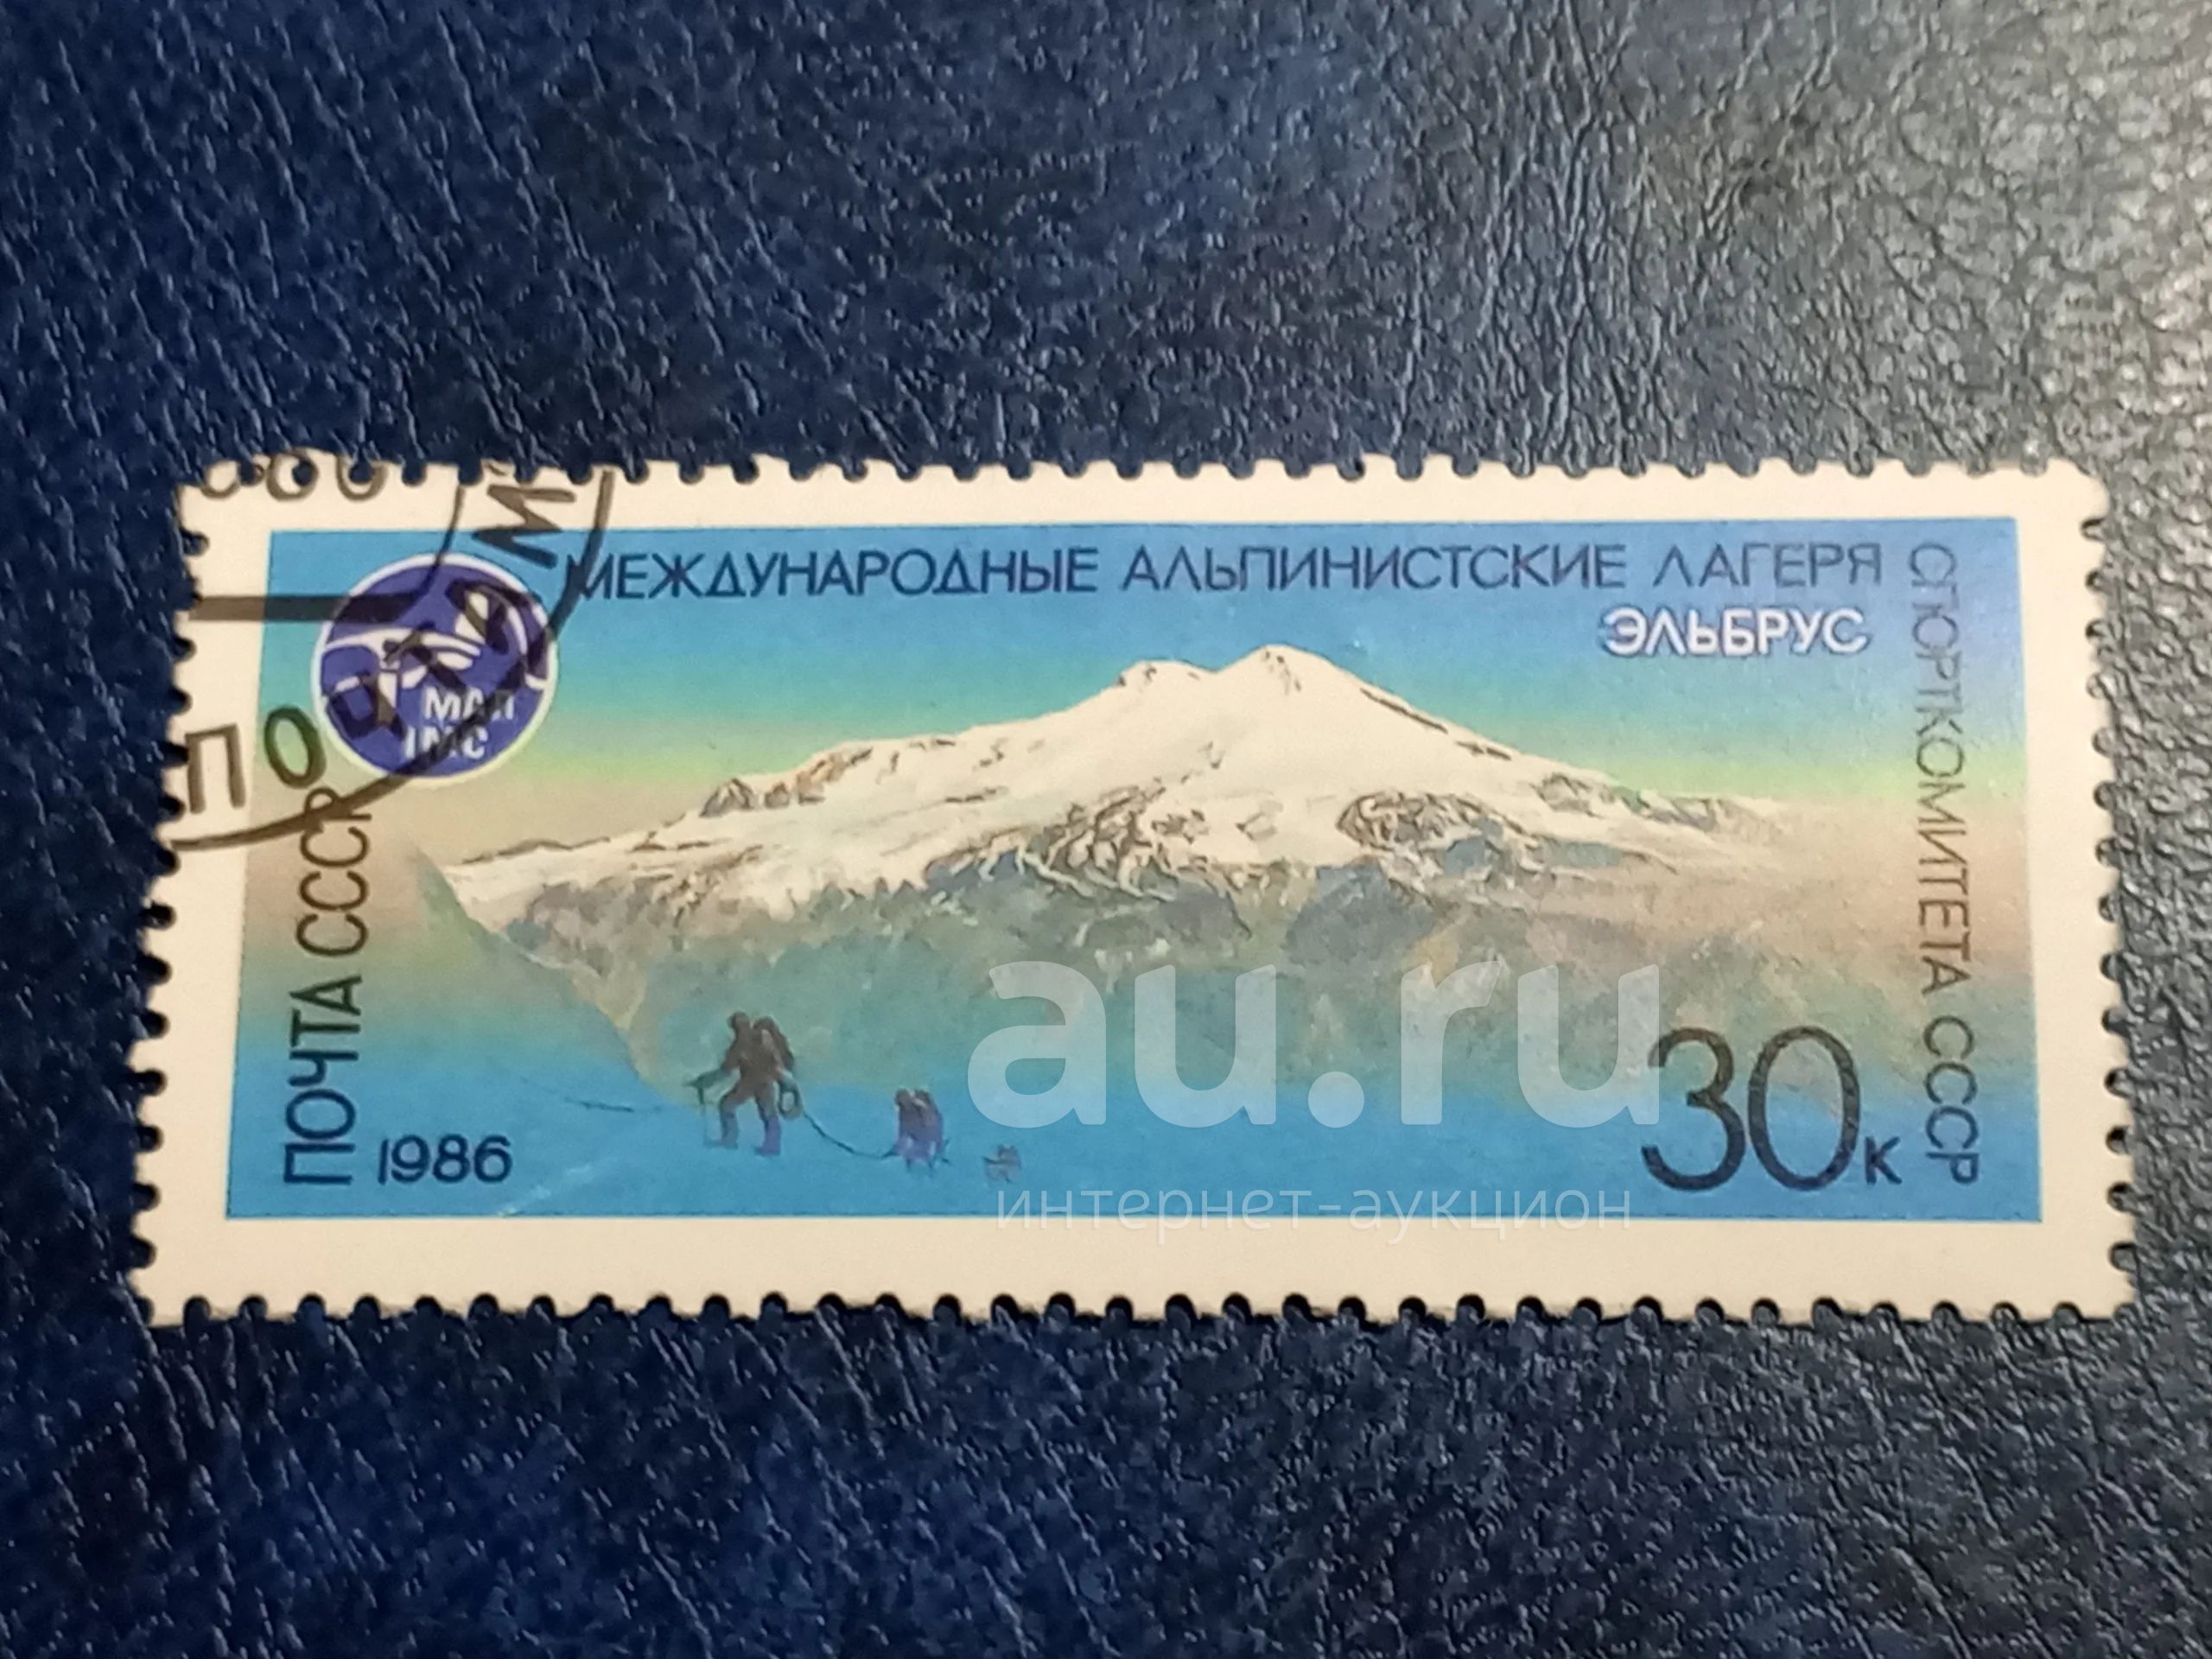 МЕЖДУНАРОДНЫЕ АЛЬПИНИСТСКИЕ ЛАГЕРЯ
СПОРТКОМИТЕТА СССР
ЭЛЬБРУС
МАЛ
IMC
ПОЧТА СССР
1986
30к
au.ru
интернет-аукцион